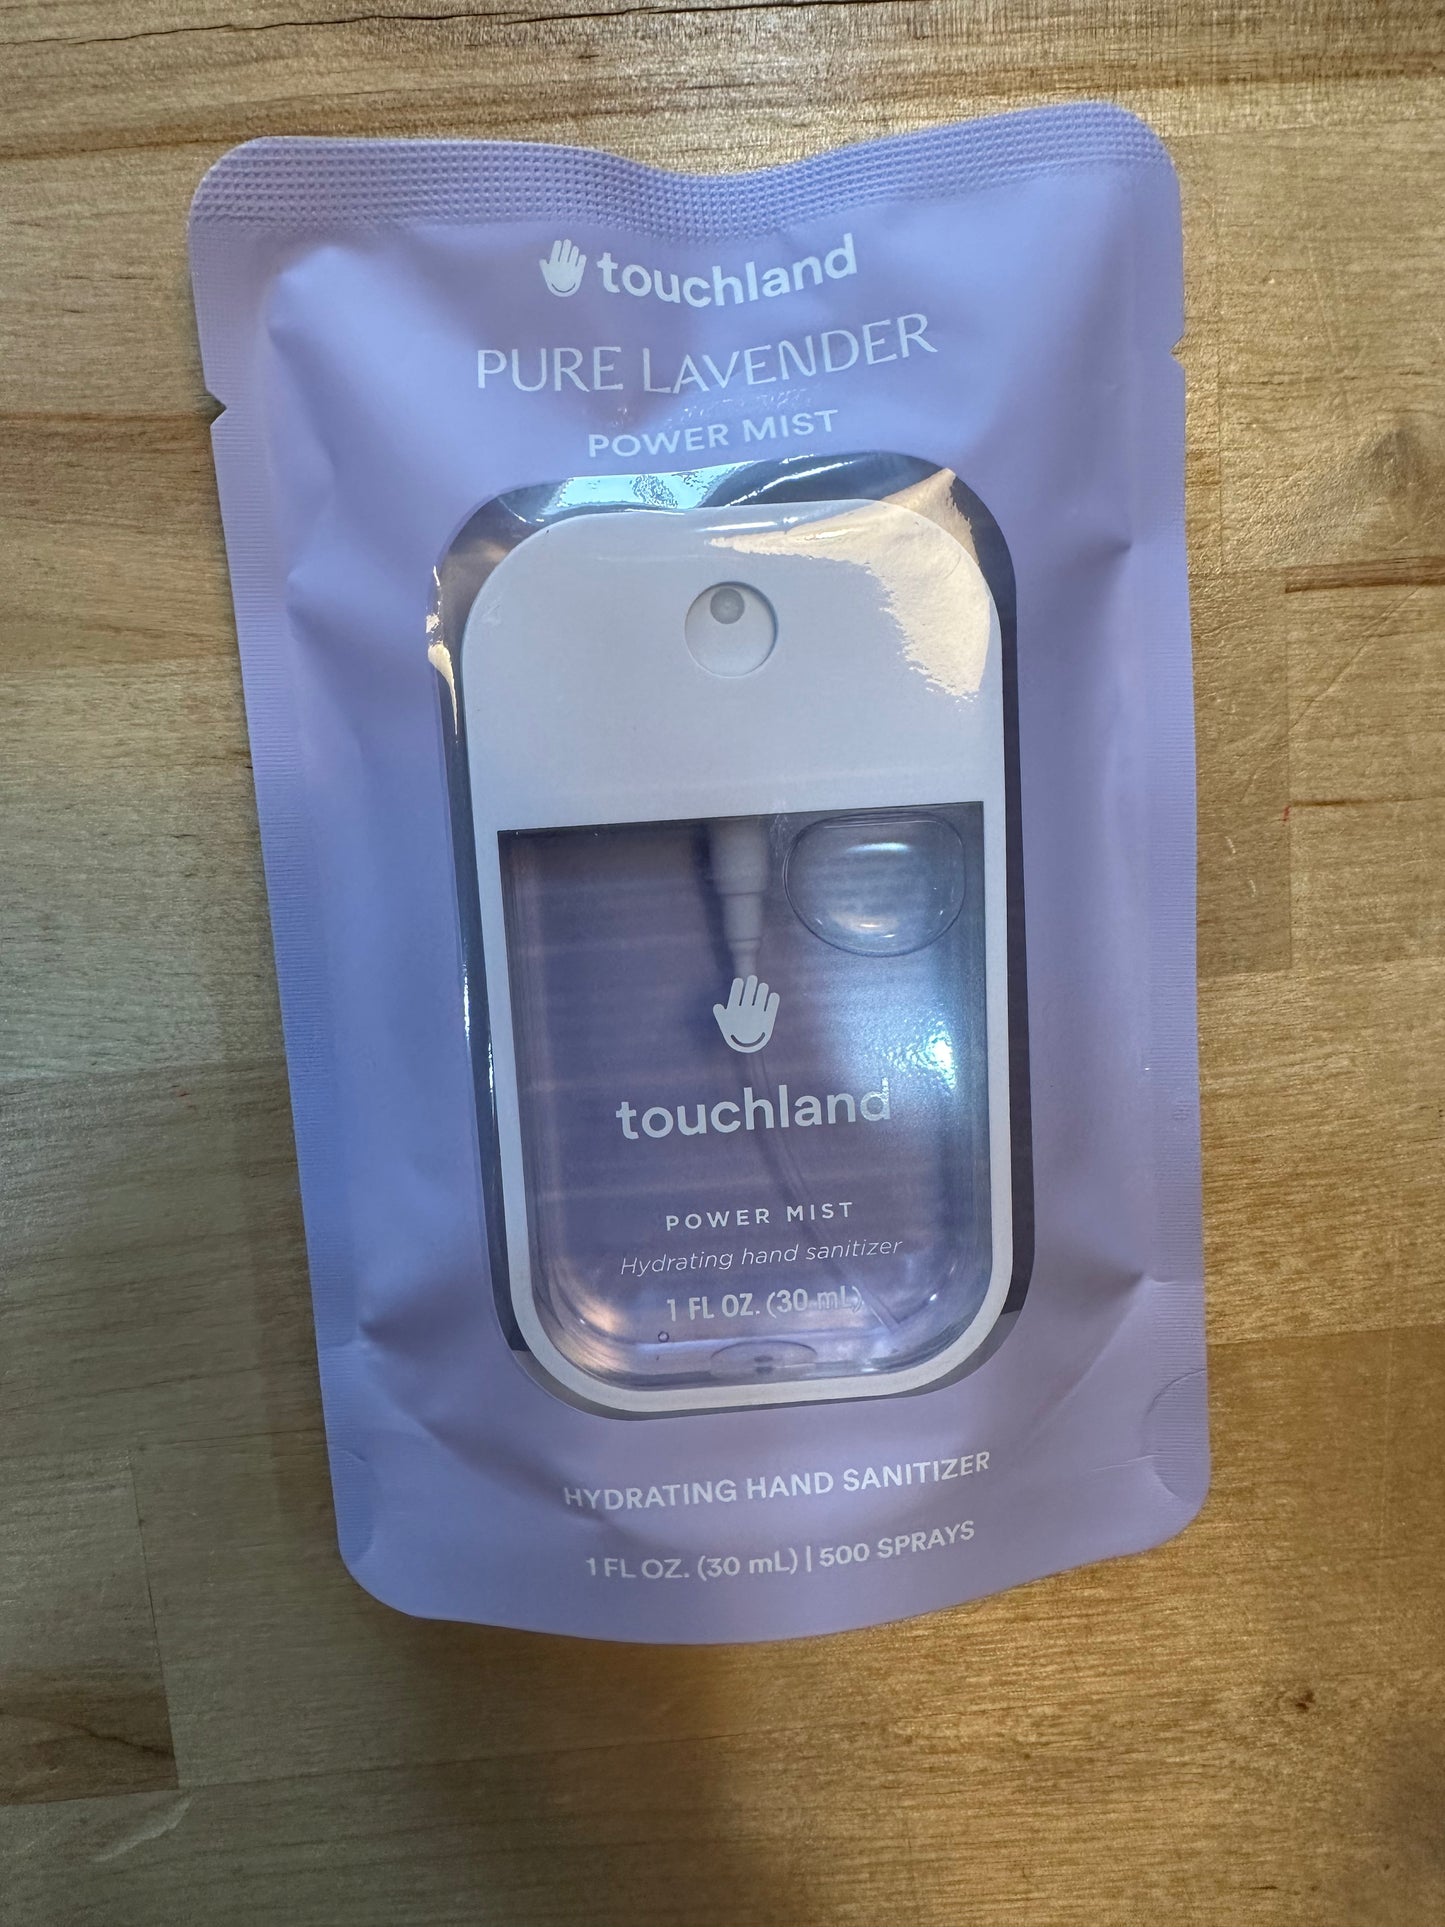 touchland
PURE LAVENDER
POWER MIST
touchland
POWER MIST
Hydrating hand sanitizer
1 FL OZ. (30 mL)
HYDRATING HAND SANITIZER
1 FL OZ. (30 mL) | 500 SPRAYS